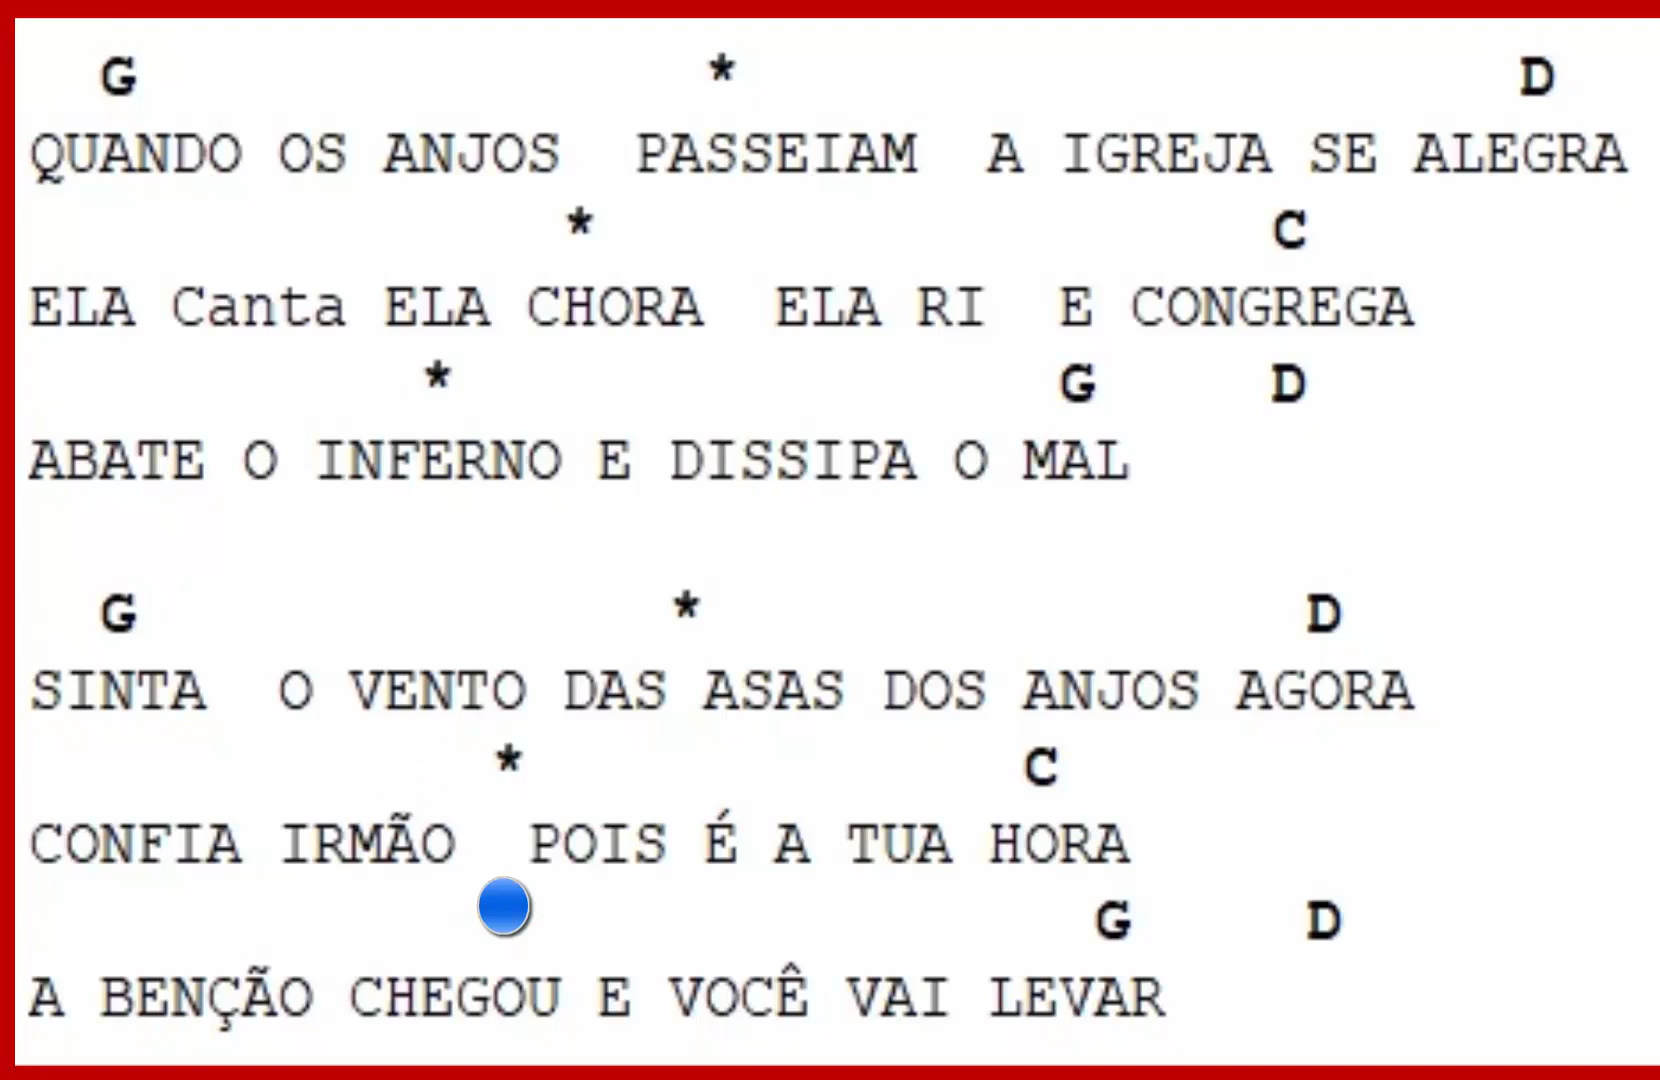 G * D
QUANDO OS ANJOS PASSEIAM A IGREJA SE ALEGRA
* C
ELA Canta ELA CHORA ELA RI E CONGREGA
* G D
ABATE O INFERNO E DISSIPA O MAL
G * D
SINTA O VENTO DAS ASAS DOS ANJOS AGORA
* C
CONFIA IRMÃO POIS É A TUA HORA
G D
A BENÇÃO CHEGOU E VOCÊ VAI LEVAR